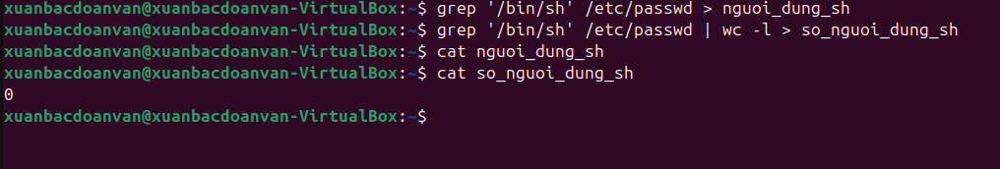 xuanbacdoanvan@xuanbacdoanvan-VirtualBox:~$ grep '/bin/sh' /etc/passwd > nguoi_dung_sh
xuanbacdoanvan@xuanbacdoanvan-VirtualBox:~$ grep '/bin/sh' /etc/passwd | wc -l > so_nguoi_dung_sh
xuanbacdoanvan@xuanbacdoanvan-VirtualBox:~$ cat nguoi_dung_sh
xuanbacdoanvan@xuanbacdoanvan-VirtualBox:~$ cat so_nguoi_dung_sh
0
xuanbacdoanvan@xuanbacdoanvan-VirtualBox:~$